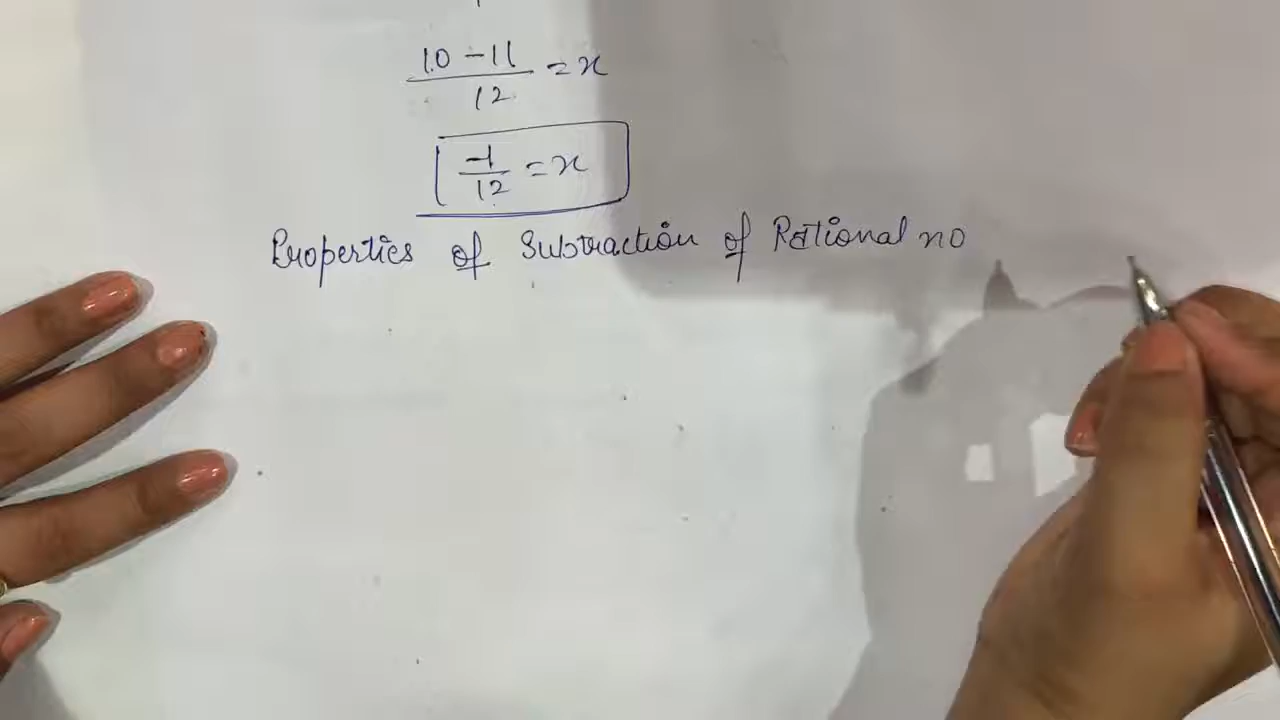 10 - 11
12
= x
-1
12
= x
Properties of Subtraction of Rational no